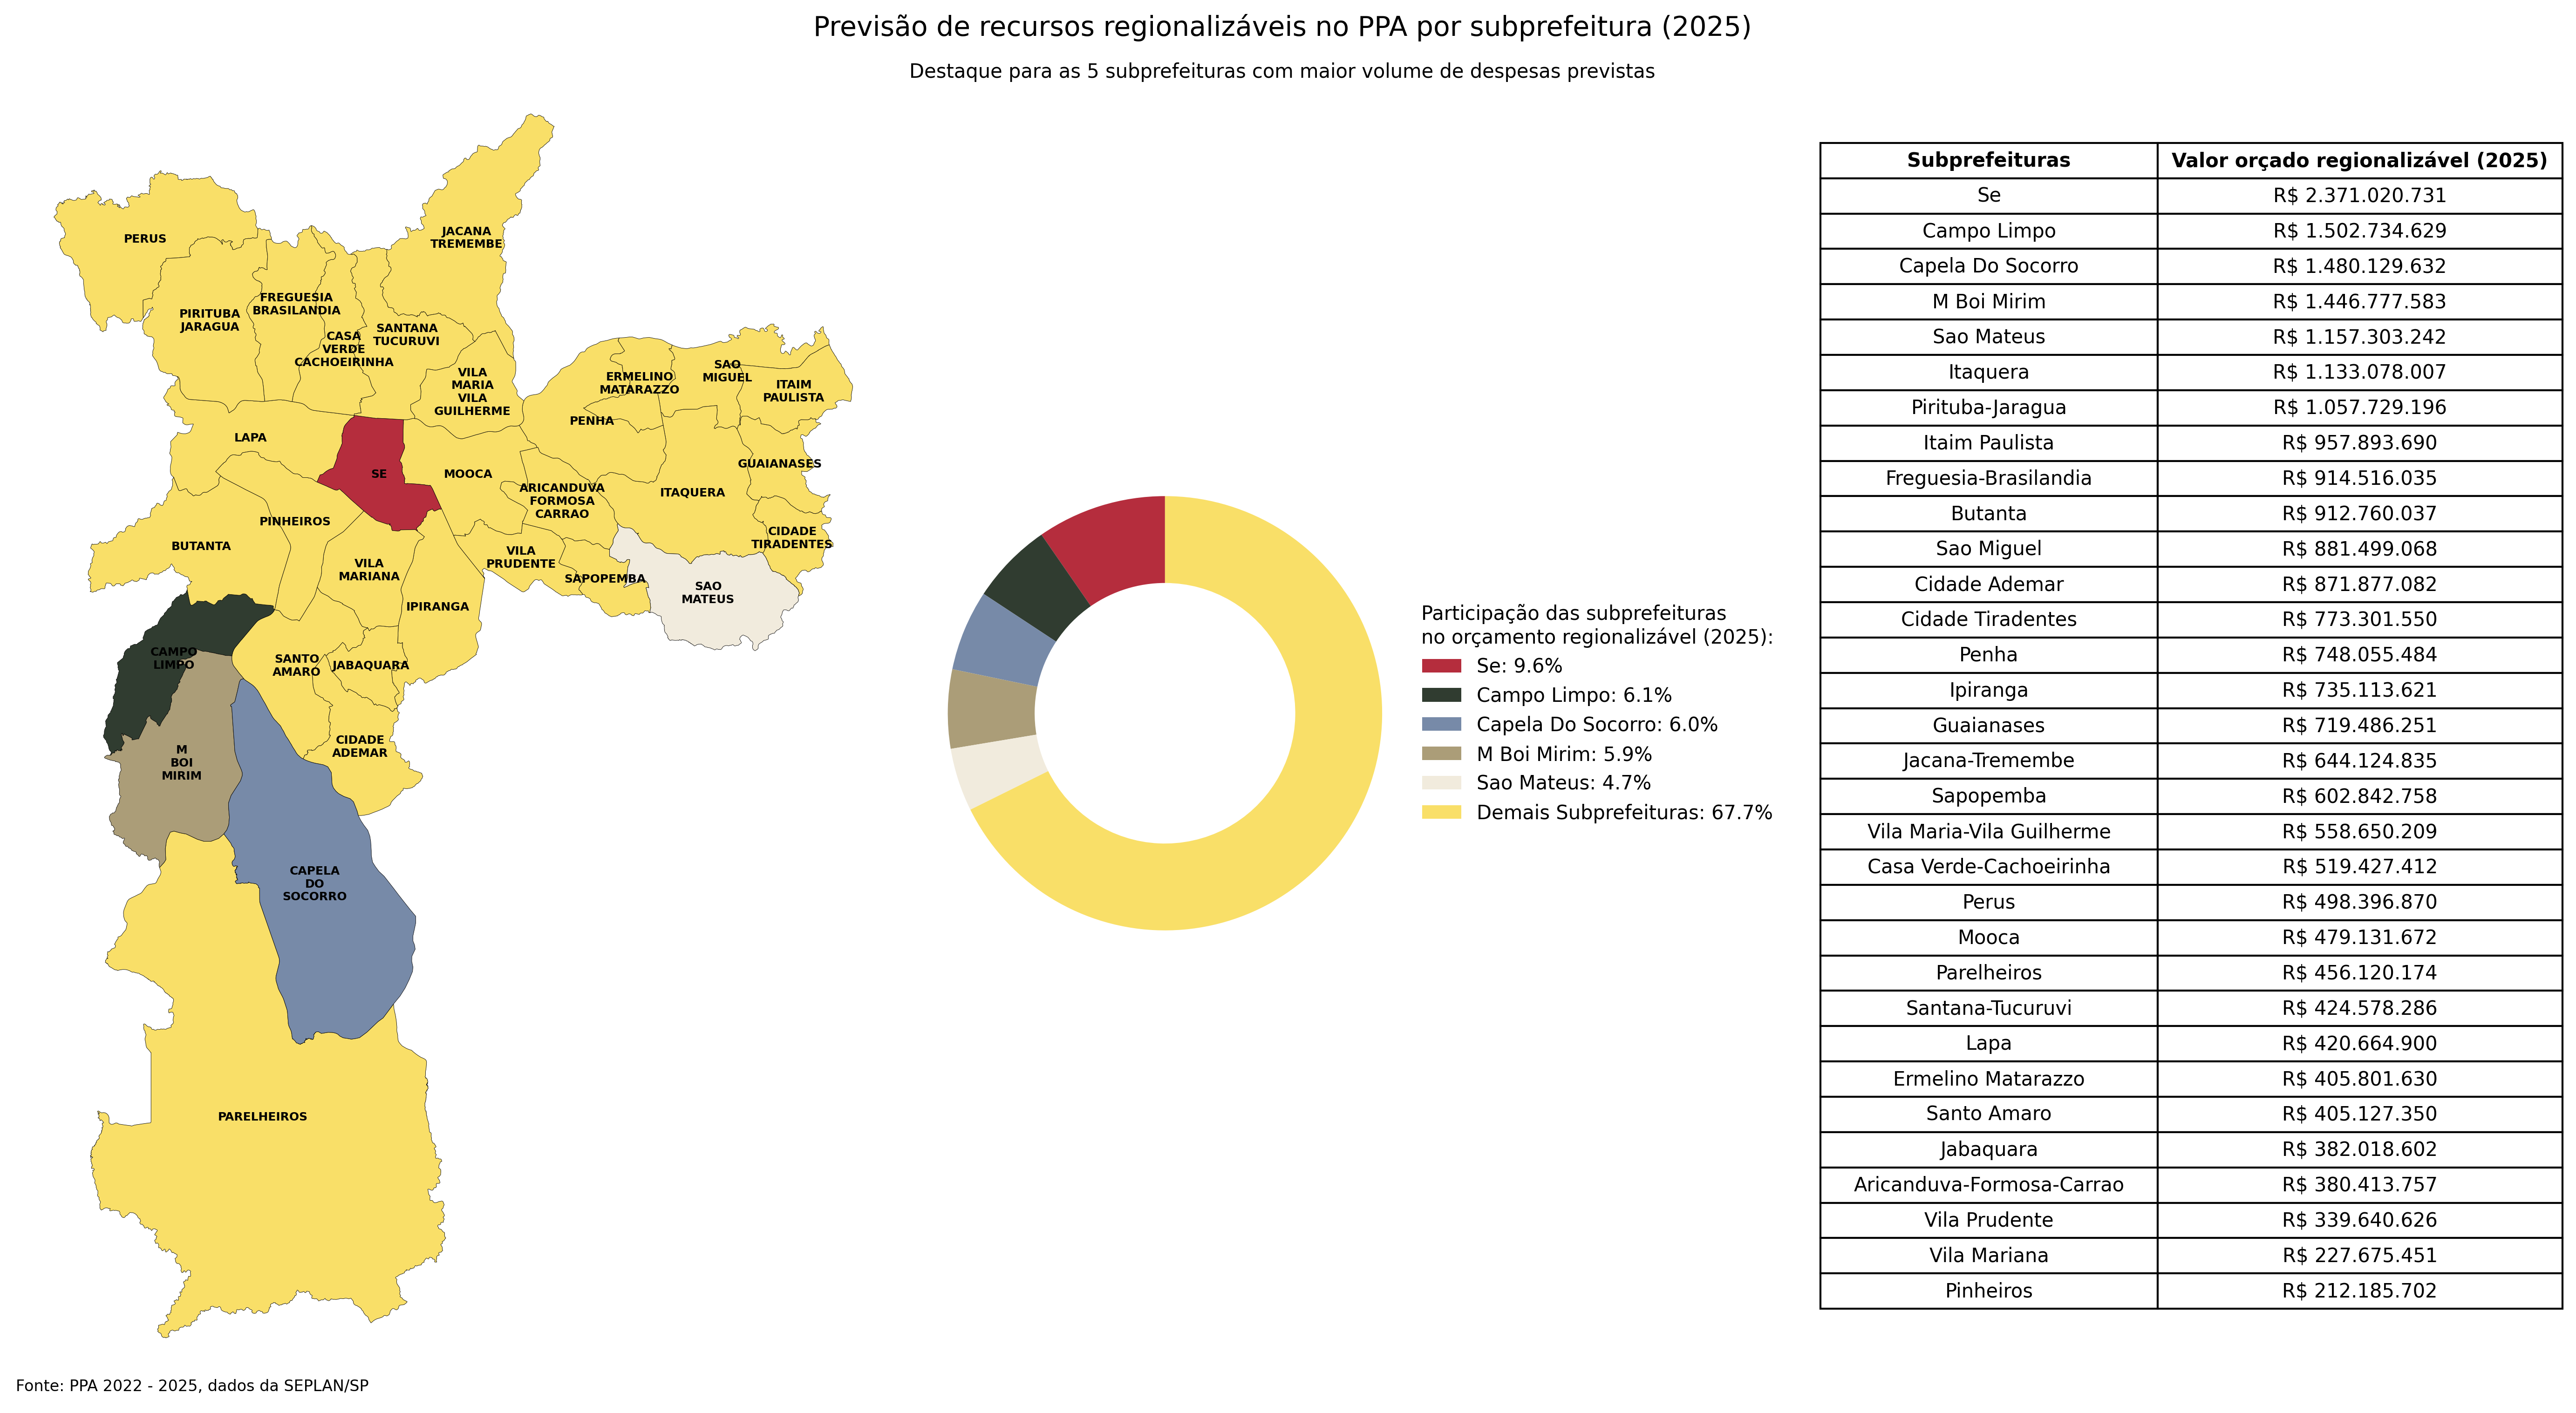 Previsão de recursos regionalizáveis no PPA por subprefeitura (2025)
Destaque para as 5 subprefeituras com maior volume de despesas previstas
JACANA
TREMEMBE
PERUS
FREGUESIA
BRASILANDIA
PIRITUBA
JARAGUA
CASA
VERDE
CACHOEIRINHA
SANTANA
TUCURUVI
VILA
MARIA
VILA
GUILHERME
ERMELINO
MATARAZZO
SAO
MIGUEL
ITAIM
PAULISTA
PENHA
LAPA
SE
MOOCA
GUAIANASES
ARICANDUVA
FORMOSA
CARRAO
ITAQUERA
PINHEIROS
BUTANTA
CIDADE
TIRADENTES
VILA
MARIANA
VILA
PRUDENTE
SAPOPEMBA
SAO
MATEUS
IPIRANGA
CAMPO
LIMPO
SANTO
AMARO
JABAQUARA
M
BOI
MIRIM
CIDADE
ADEMAR
CAPELA
DO
SOCORRO
PARELHEIROS
Participação das subprefeituras
no orçamento regionalizável (2025):
Se: 9.6%
Campo Limpo: 6.1%
Capela Do Socorro: 6.0%
M Boi Mirim: 5.9%
Sao Mateus: 4.7%
Demais Subprefeituras: 67.7%
Subprefeituras Valor orçado regionalizável (2025)
Se R$ 2.371.020.731
Campo Limpo R$ 1.502.734.629
Capela Do Socorro R$ 1.480.129.632
M Boi Mirim R$ 1.446.777.583
Sao Mateus R$ 1.157.303.242
Itaquera R$ 1.133.078.007
Pirituba-Jaragua R$ 1.057.729.196
Itaim Paulista R$ 957.893.690
Freguesia-Brasilandia R$ 914.516.035
Butanta R$ 912.760.037
Sao Miguel R$ 881.499.068
Cidade Ademar R$ 871.877.082
Cidade Tiradentes R$ 773.301.550
Penha R$ 748.055.484
Ipiranga R$ 735.113.621
Guaianases R$ 719.486.251
Jacana-Tremembe R$ 644.124.835
Sapopemba R$ 602.842.758
Vila Maria-Vila Guilherme R$ 558.650.209
Casa Verde-Cachoeirinha R$ 519.427.412
Perus R$ 498.396.870
Mooca R$ 479.131.672
Parelheiros R$ 456.120.174
Santana-Tucuruvi R$ 424.578.286
Lapa R$ 420.664.900
Ermelino Matarazzo R$ 405.801.630
Santo Amaro R$ 405.127.350
Jabaquara R$ 382.018.602
Aricanduva-Formosa-Carrao R$ 380.413.757
Vila Prudente R$ 339.640.626
Vila Mariana R$ 227.675.451
Pinheiros R$ 212.185.702
Fonte: PPA 2022 - 2025, dados da SEPLAN/SP